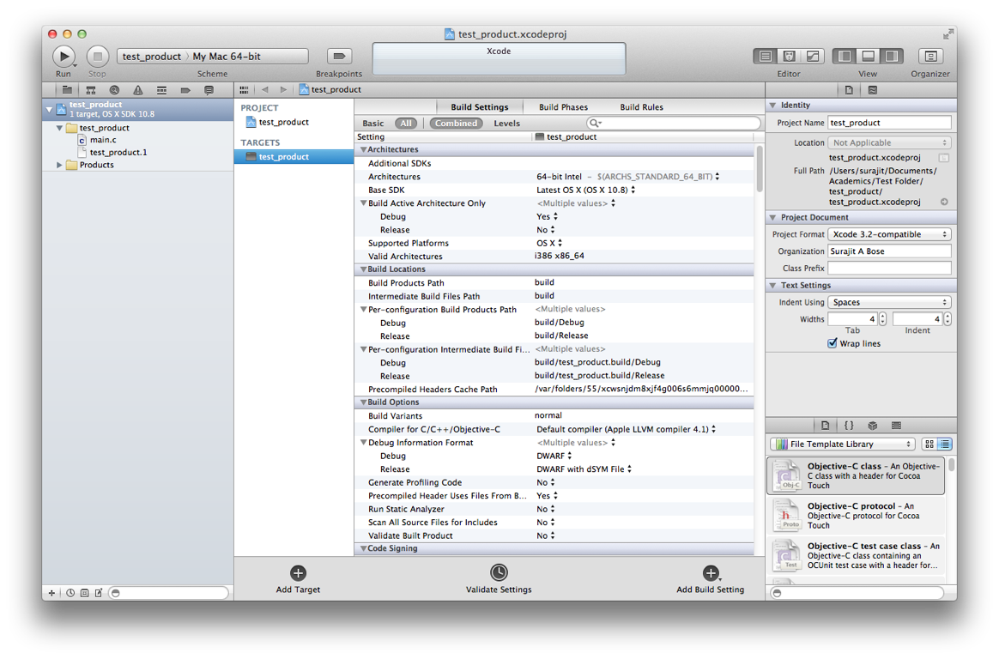 test_product.xcodeproj
test_product 〉 My Mac 64-bit
Xcode
Run
Stop
Scheme
Breakpoints
Editor
View
Organizer
test_product
1 target, OS X SDK 10.8
test_product
main.c
test_product.1
Products
test_product
PROJECT
test_product
TARGETS
test_product
Build Settings
Build Phases
Build Rules
Basic
All
Combined
Levels
Setting
test_product
Architectures
Additional SDKs
Architectures
64-bit Intel – $(ARCHS_STANDARD_64_BIT)
Base SDK
Latest OS X (OS X 10.8)
Build Active Architecture Only
<Multiple values>
Debug
Yes
Release
No
Supported Platforms
OS X
Valid Architectures
i386 x86_64
Build Locations
Build Products Path
build
Intermediate Build Files Path
build
Per-configuration Build Products Path
<Multiple values>
Debug
build/Debug
Release
build/Release
Per-configuration Intermediate Build Fi...
<Multiple values>
Debug
build/test_product.build/Debug
Release
build/test_product.build/Release
Precompiled Headers Cache Path
/var/folders/55/xcwsnjdm8xjf4g006s6mmjq00000...
Build Options
Build Variants
normal
Compiler for C/C++/Objective-C
Default compiler (Apple LLVM compiler 4.1)
Debug Information Format
<Multiple values>
Debug
DWARF
Release
DWARF with dSYM File
Generate Profiling Code
No
Precompiled Header Uses Files From B...
Yes
Run Static Analyzer
No
Scan All Source Files for Includes
No
Validate Built Product
No
Code Signing
Add Target
Validate Settings
Add Build Setting
Identity
Project Name
test_product
Location
Not Applicable
test_product.xcodeproj
Full Path
/Users/surajit/Documents/
Academics/Test Folder/
test_product/
test_product.xcodeproj
Project Document
Project Format
Xcode 3.2-compatible
Organization
Surajit A Bose
Class Prefix
Text Settings
Indent Using
Spaces
Widths
4
4
Tab
Indent
Wrap lines
{ }
File Template Library
Obj-C
Objective-C class – An Objective-
C class with a header for Cocoa
Touch
h
Proto
Objective-C protocol – An
Objective-C protocol for Cocoa
Touch
C
Test
Objective-C test case class – An
Objective-C class containing an
OCUnit test case with a header for...